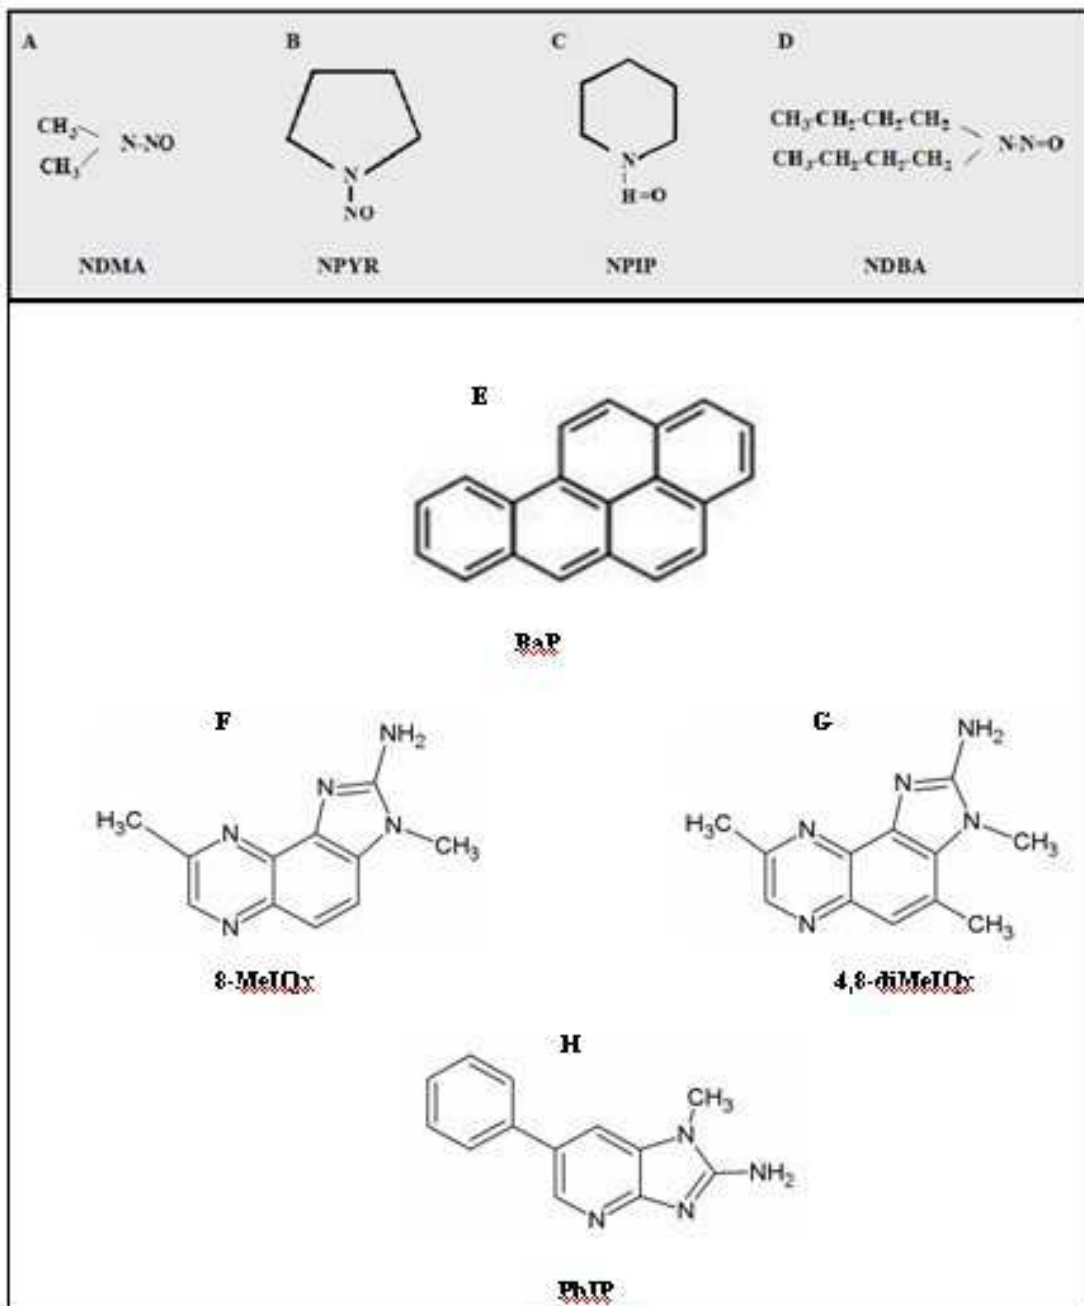 A B C D
CH3
CH3
N-NO
N
NO
N
H=O
CH3-CH2-CH2-CH2
CH3-CH2-CH2-CH2
N-N=O
NDMA NPYR NPIP NDBA
E
BaP
F G
NH2
N
N
H3C
N
CH3
N
NH2
N
N
H3C
N
CH3
N
CH3
8-MeIQx 4,8-diMeIQx
H
CH3
N
NH2
N
N
PhIP